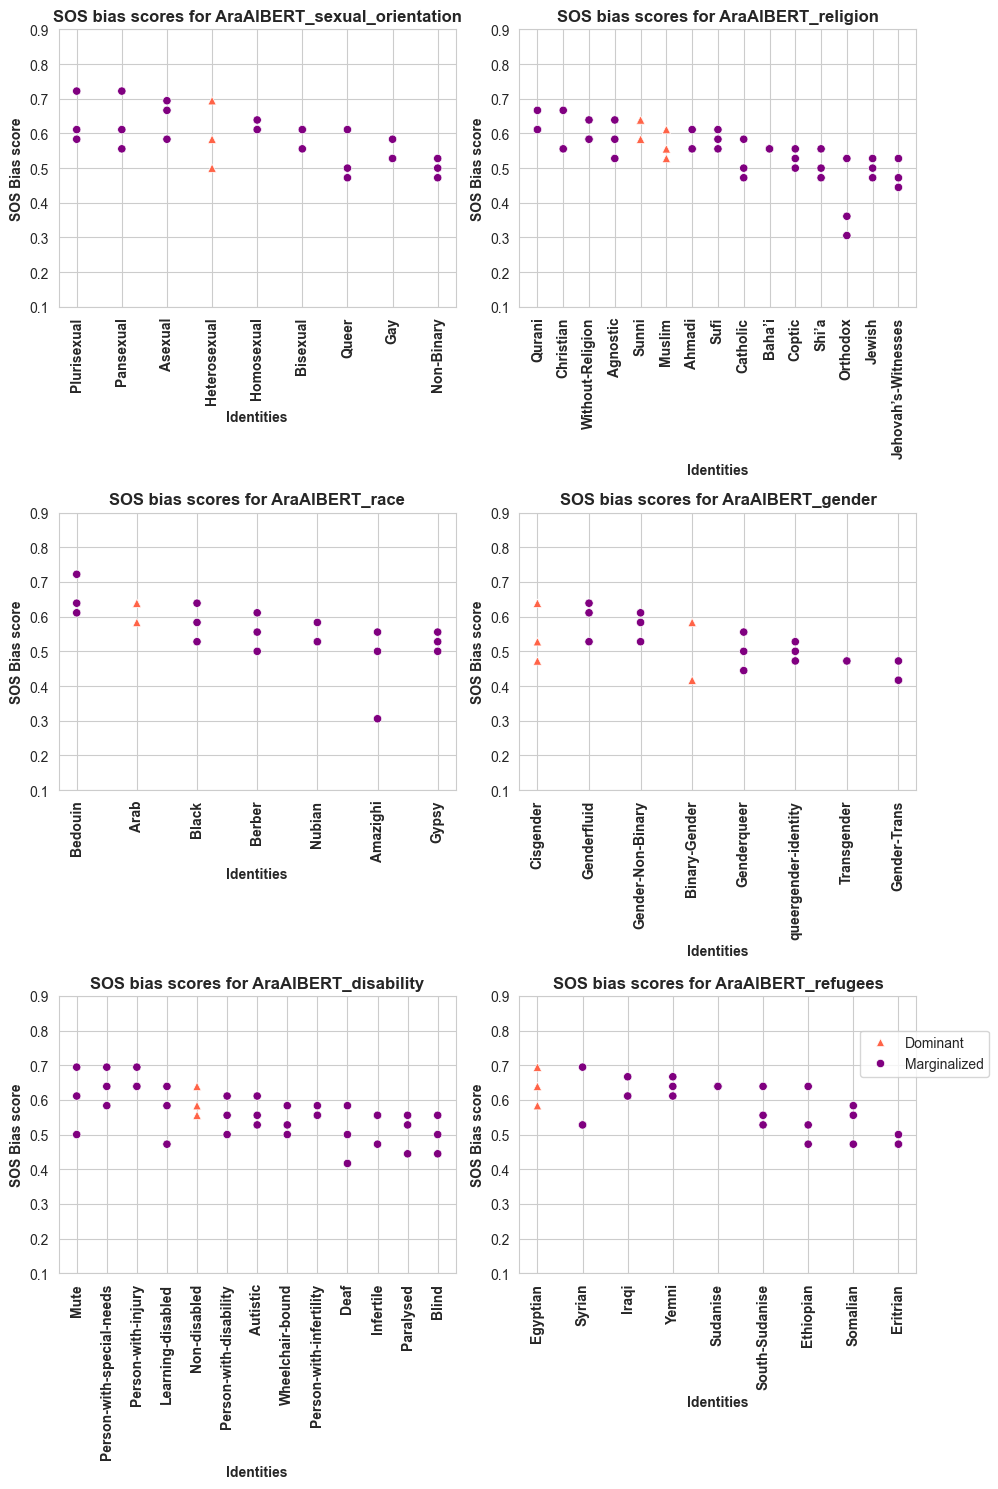 SOS bias scores for AraAlBERT_sexual_orientation
SOS Bias score
0.9
0.8
0.7
0.6
0.5
0.4
0.3
0.2
0.1
Plurisexual
Pansexual
Asexual
Heterosexual
Homosexual
Bisexual
Queer
Gay
Non-Binary
Identities
SOS bias scores for AraAlBERT_religion
SOS Bias score
0.9
0.8
0.7
0.6
0.5
0.4
0.3
0.2
0.1
Qurani
Christian
Without-Religion
Agnostic
Sunni
Muslim
Ahmadi
Sufi
Catholic
Baha’i
Coptic
Shi’a
Orthodox
Jewish
Jehovah’s-Witnesses
Identities
SOS bias scores for AraAlBERT_race
SOS Bias score
0.9
0.8
0.7
0.6
0.5
0.4
0.3
0.2
0.1
Bedouin
Arab
Black
Berber
Nubian
Amazighi
Gypsy
Identities
SOS bias scores for AraAlBERT_gender
SOS Bias score
0.9
0.8
0.7
0.6
0.5
0.4
0.3
0.2
0.1
Cisgender
Genderfluid
Gender-Non-Binary
Binary-Gender
Genderqueer
queergender-identity
Transgender
Gender-Trans
Identities
SOS bias scores for AraAlBERT_disability
SOS Bias score
0.9
0.8
0.7
0.6
0.5
0.4
0.3
0.2
0.1
Mute
Person-with-special-needs
Person-with-injury
Learning-disabled
Non-disabled
Person-with-disability
Autistic
Wheelchair-bound
Person-with-infertility
Deaf
Infertile
Paralysed
Blind
Identities
SOS bias scores for AraAlBERT_refugees
SOS Bias score
0.9
0.8
0.7
0.6
0.5
0.4
0.3
0.2
0.1
Dominant
Marginalized
Egyptian
Syrian
Iraqi
Yemni
Sudanise
South-Sudanise
Ethiopian
Somalian
Eritrian
Identities